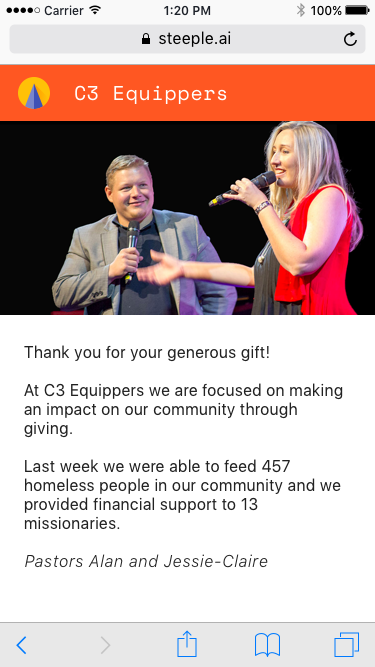 Carrier 1:20 PM 100%
steeple.ai
C3 Equippers
Thank you for your generous gift!
At C3 Equippers we are focused on making
an impact on our community through
giving.
Last week we were able to feed 457
homeless people in our community and we
provided financial support to 13
missionaries.
Pastors Alan and Jessie-Claire